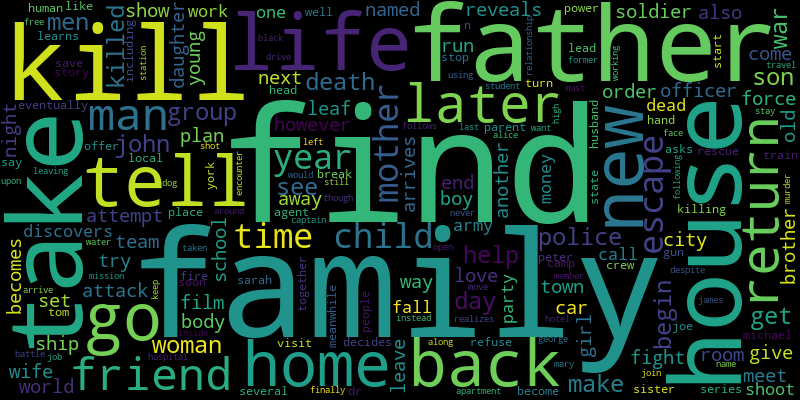 kill
life
father
men
killed
daughter
young
show
work
one
like
named
reveals
soldier
also
well
power
human
free
learns
including
station
save
story
black
drive
run
stop
using
n
turn
student
relationship
lead
former
working
start
travel
war
come
must
son
next
head
death
man
group
take
night
eventually
say
upon
leaving
john
plan
offer
local
shot
dog
york
encounter
tell
find
however
year
leaf
left
would
break
still
see
away
agent
captain
though
mother
follows
later
arrives
last
parent
want
alice
high
another
end
boy
never
army
money
husband
state
order
officer
dead
hand
face
asks
rescue
force
old
train
stay
new
escape
house
return
killing
following
murder
brother
attempt
place
discovers
water
team
arrive
mission
becomes
try
set
tom
attack
school
taken
around
time
child
open
fire
sarah
together
family
help
love
move
police
peter
camp
member
call
crew
city
gun
despite
james
go
film
body
keep
soon
inside
meanwhile
people
way
fall
day
realizes
instead
party
town
car
hotel
girl
begin
joe
michael
get
ship
battle
job
woman
hospital
visit
decides
along
refuse
george
fight
room
name
give
wife
world
friend
home
several
finally
dr
leave
back
apartment
become
mary
make
join
sister
series
meet
shoot